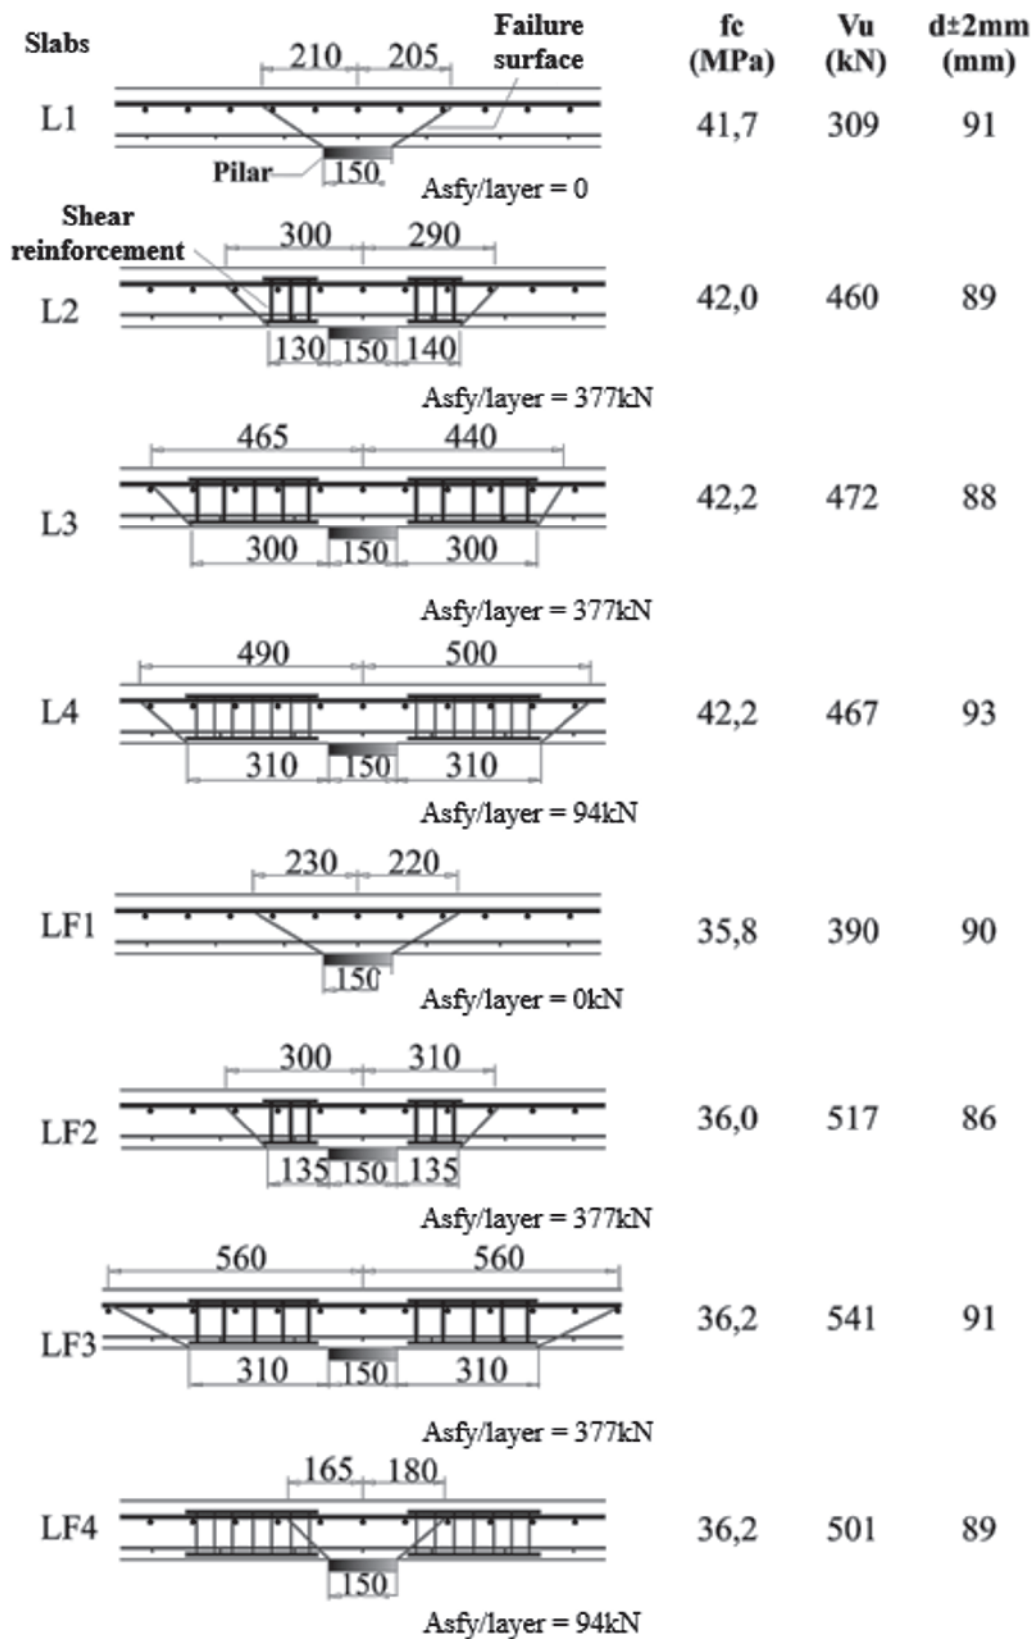 Slabs
Failure
surface
fc
(MPa)
Vu
(kN)
d±2mm
(mm)
210 205
L1
Pilar
150
Asfy/layer = 0
41,7 309 91
Shear
reinforcement
300 290
L2
130 150 140
Asfy/layer = 377kN
42,0 460 89
465 440
L3
300 150 300
Asfy/layer = 377kN
42,2 472 88
490 500
L4
310 150 310
Asfy/layer = 94kN
42,2 467 93
230 220
LF1
150
Asfy/layer = 0kN
35,8 390 90
300 310
LF2
135 150 135
Asfy/layer = 377kN
36,0 517 86
560 560
LF3
310 150 310
Asfy/layer = 377kN
36,2 541 91
165 180
LF4
150
Asfy/layer = 94kN
36,2 501 89